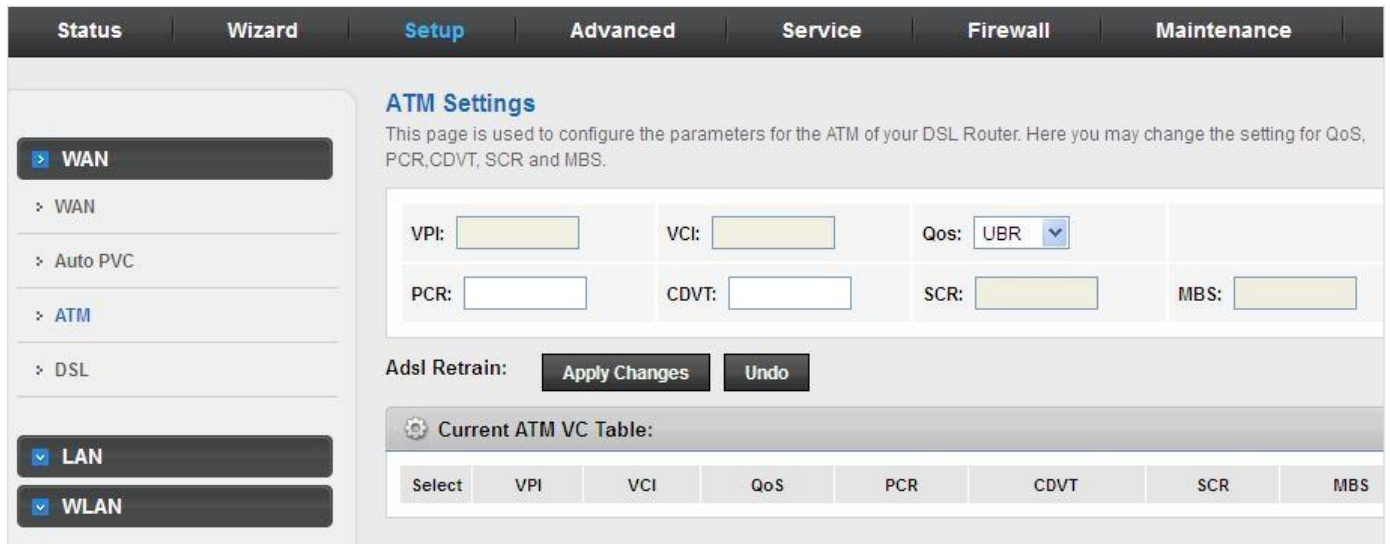 Status Wizard Setup Advanced Service Firewall Maintenance
WAN
WAN
Auto PVC
ATM
DSL
LAN
WLAN
ATM Settings
This page is used to configure the parameters for the ATM of your DSL Router. Here you may change the setting for QoS,
PCR,CDVT, SCR and MBS.
VPI: VCI: Qos: UBR
PCR: CDVT: SCR: MBS:
Adsl Retrain: Apply Changes Undo
Current ATM VC Table:
Select VPI VCI QoS PCR CDVT SCR MBS